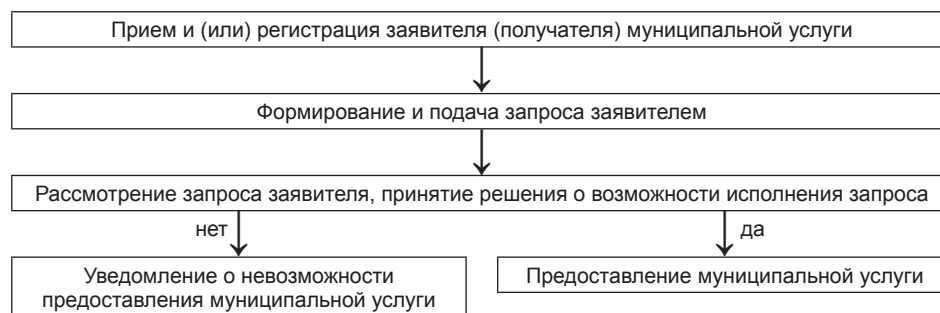 Прием и (или) регистрация заявителя (получателя) муниципальной услуги
Формирование и подача запроса заявителем
Рассмотрение запроса заявителя, принятие решения о возможности исполнения запроса
нет
да
Уведомление о невозможности
предоставления муниципальной услуги
Предоставление муниципальной услуги